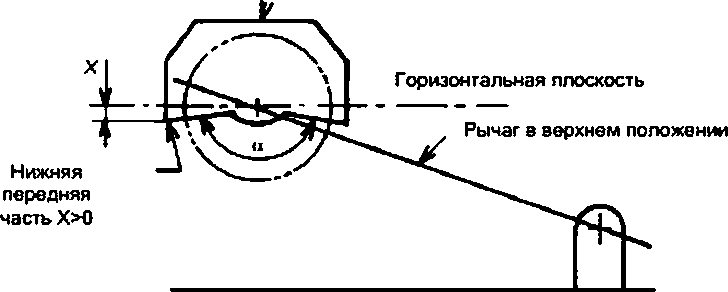 X
Горизонтальная плоскость
Рычаг в верхнем положении
α
Нижняя
передняя
часть X>0